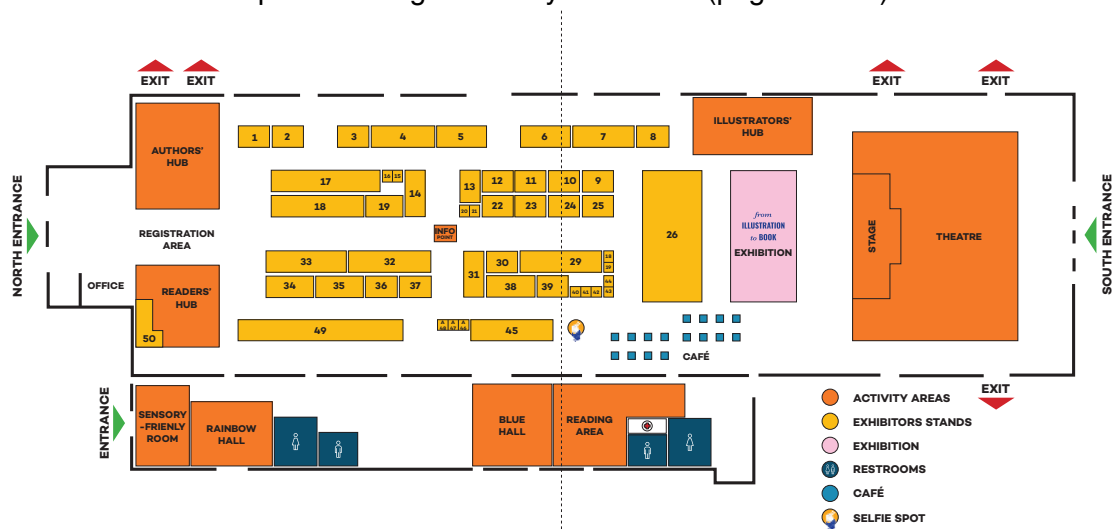 EXIT
EXIT
EXIT
EXIT
AUTHORS'
HUB
1
2
3
4
5
6
7
8
ILLUSTRATORS'
HUB
17
16 15
14
13
12
11
10
9
18
19
22
23
24
25
NORTH ENTRANCE
REGISTRATION
AREA
INFO
POINT
26
from
ILLUSTRATION
to BOOK
EXHIBITION
STAGE
THEATRE
SOUTH ENTRANCE
OFFICE
READERS'
HUB
50
33
32
31
30
29
34
35
36
37
38
39
40 41 42
43
44
49
45
CAFÉ
ENTRANCE
SENSORY
-FRIENLY
ROOM
RAINBOW
HALL
BLUE
HALL
READING
AREA
EXIT
ACTIVITY AREAS
EXHIBITORS STANDS
EXHIBITION
RESTROOMS
CAFÉ
SELFIE SPOT